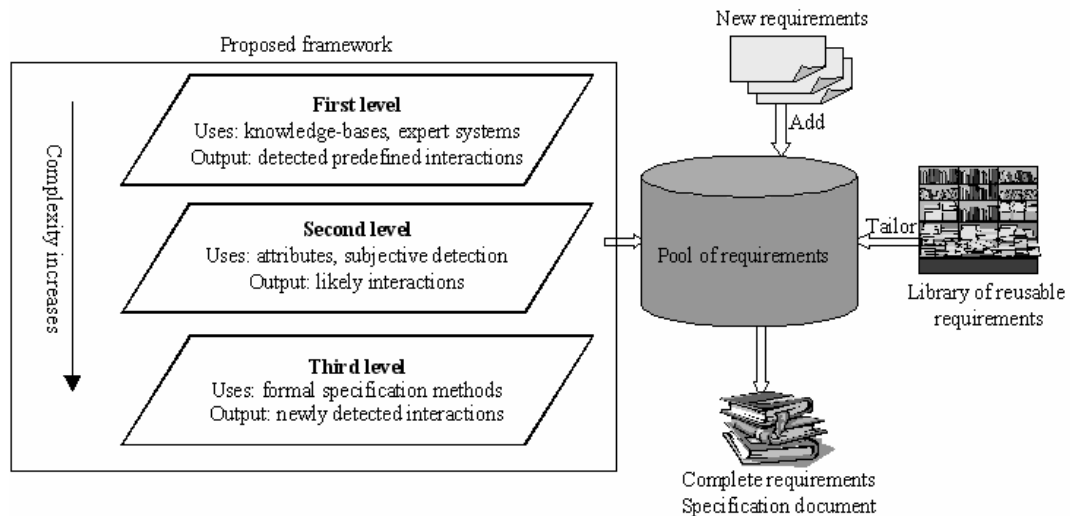 Proposed framework
First level
Uses: knowledge-bases, expert systems
Output: detected predefined interactions
Second level
Uses: attributes, subjective detection
Output: likely interactions
Third level
Uses: formal specification methods
Output: newly detected interactions
Complexity increases
New requirements
Add
Pool of requirements
Tailor
Library of reusable
requirements
Complete requirements
Specification document